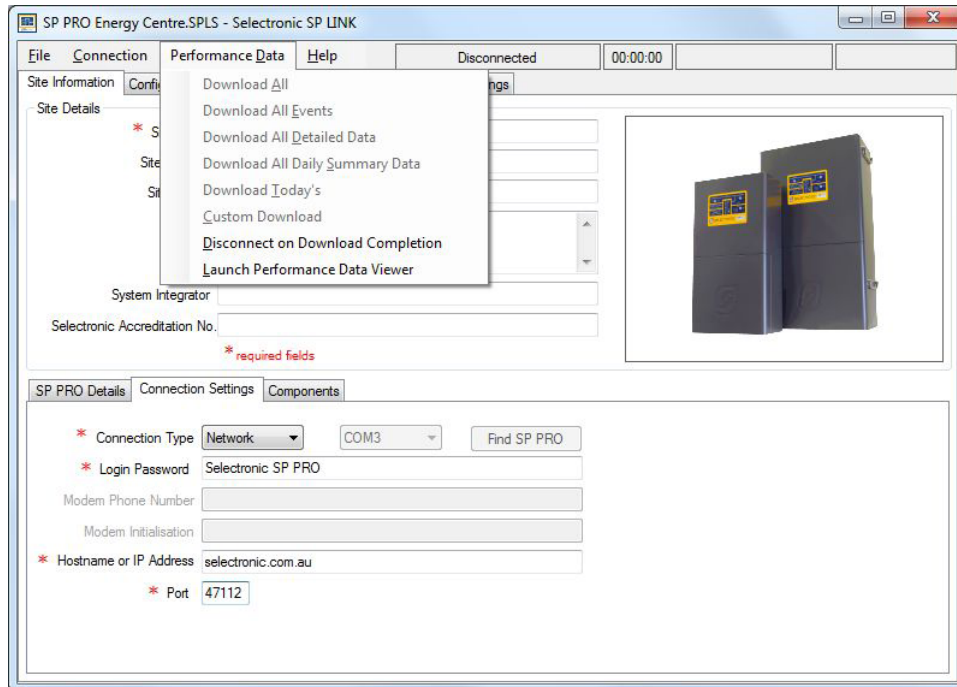 SP PRO Energy Centre.SPLS - Selectronic SP LINK
File Connection Performance Data Help Disconnected 00:00:00
Site Information Confi ngs
Download All
Download All Events
Download All Detailed Data
Download All Daily Summary Data
Download Today's
Custom Download
Disconnect on Download Completion
Launch Performance Data Viewer
Site Details
* S
Site
Sit
System Integrator
Selectronic Accreditation No.
* required fields
SP PRO Details Connection Settings Components
* Connection Type Network COM3 Find SP PRO
* Login Password Selectronic SP PRO
Modem Phone Number
Modem Initialisation
* Hostname or IP Address selectronic.com.au
* Port 47112